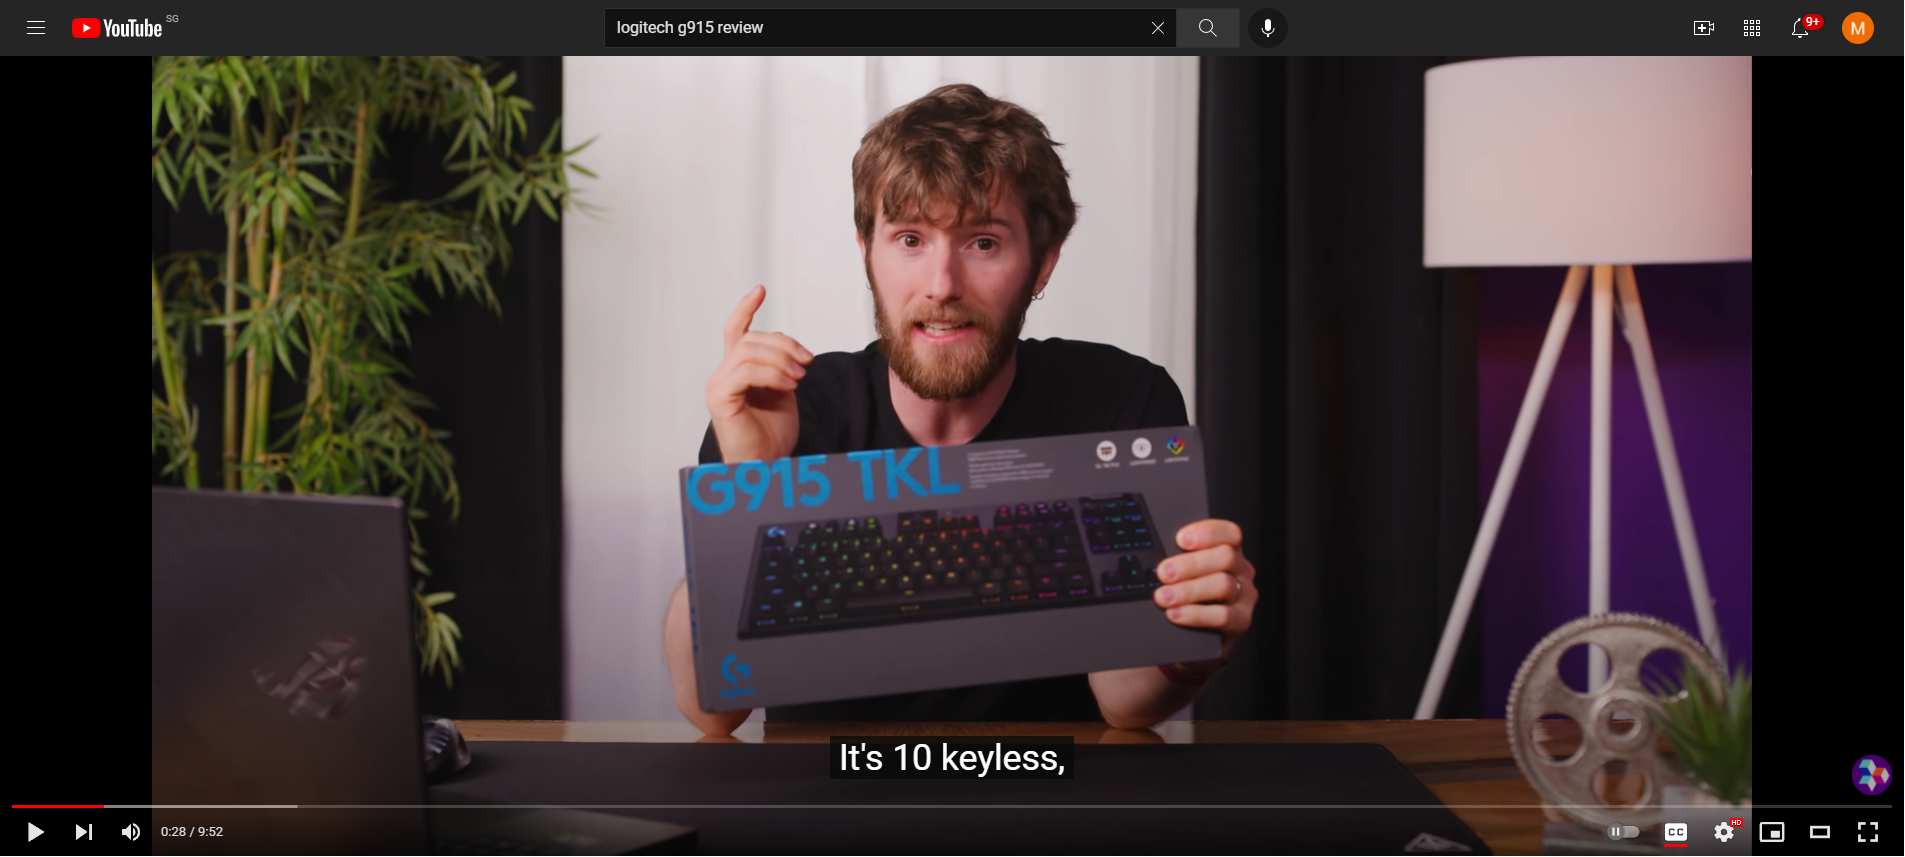 YouTube SG
logitech g915 review
9+
M
G915 TKL
It's 10 keyless,
0:28 / 9:52
CC
HD